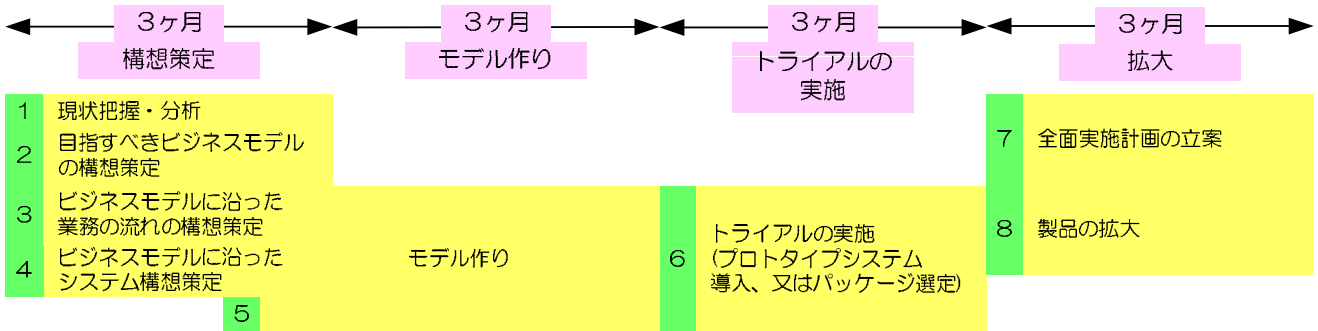 3ヶ月
構想策定
3ヶ月
モデル作り
3ヶ月
トライアルの
実施
3ヶ月
拡大
1 現状把握・分析
2 目指すべきビジネスモデル
の構想策定
3 ビジネスモデルに沿った
業務の流れの構想策定
4 ビジネスモデルに沿った
システム構想策定
5 モデル作り
6 トライアルの実施
(プロトタイプシステム
導入、又はパッケージ選定)
7 全面実施計画の立案
8 製品の拡大